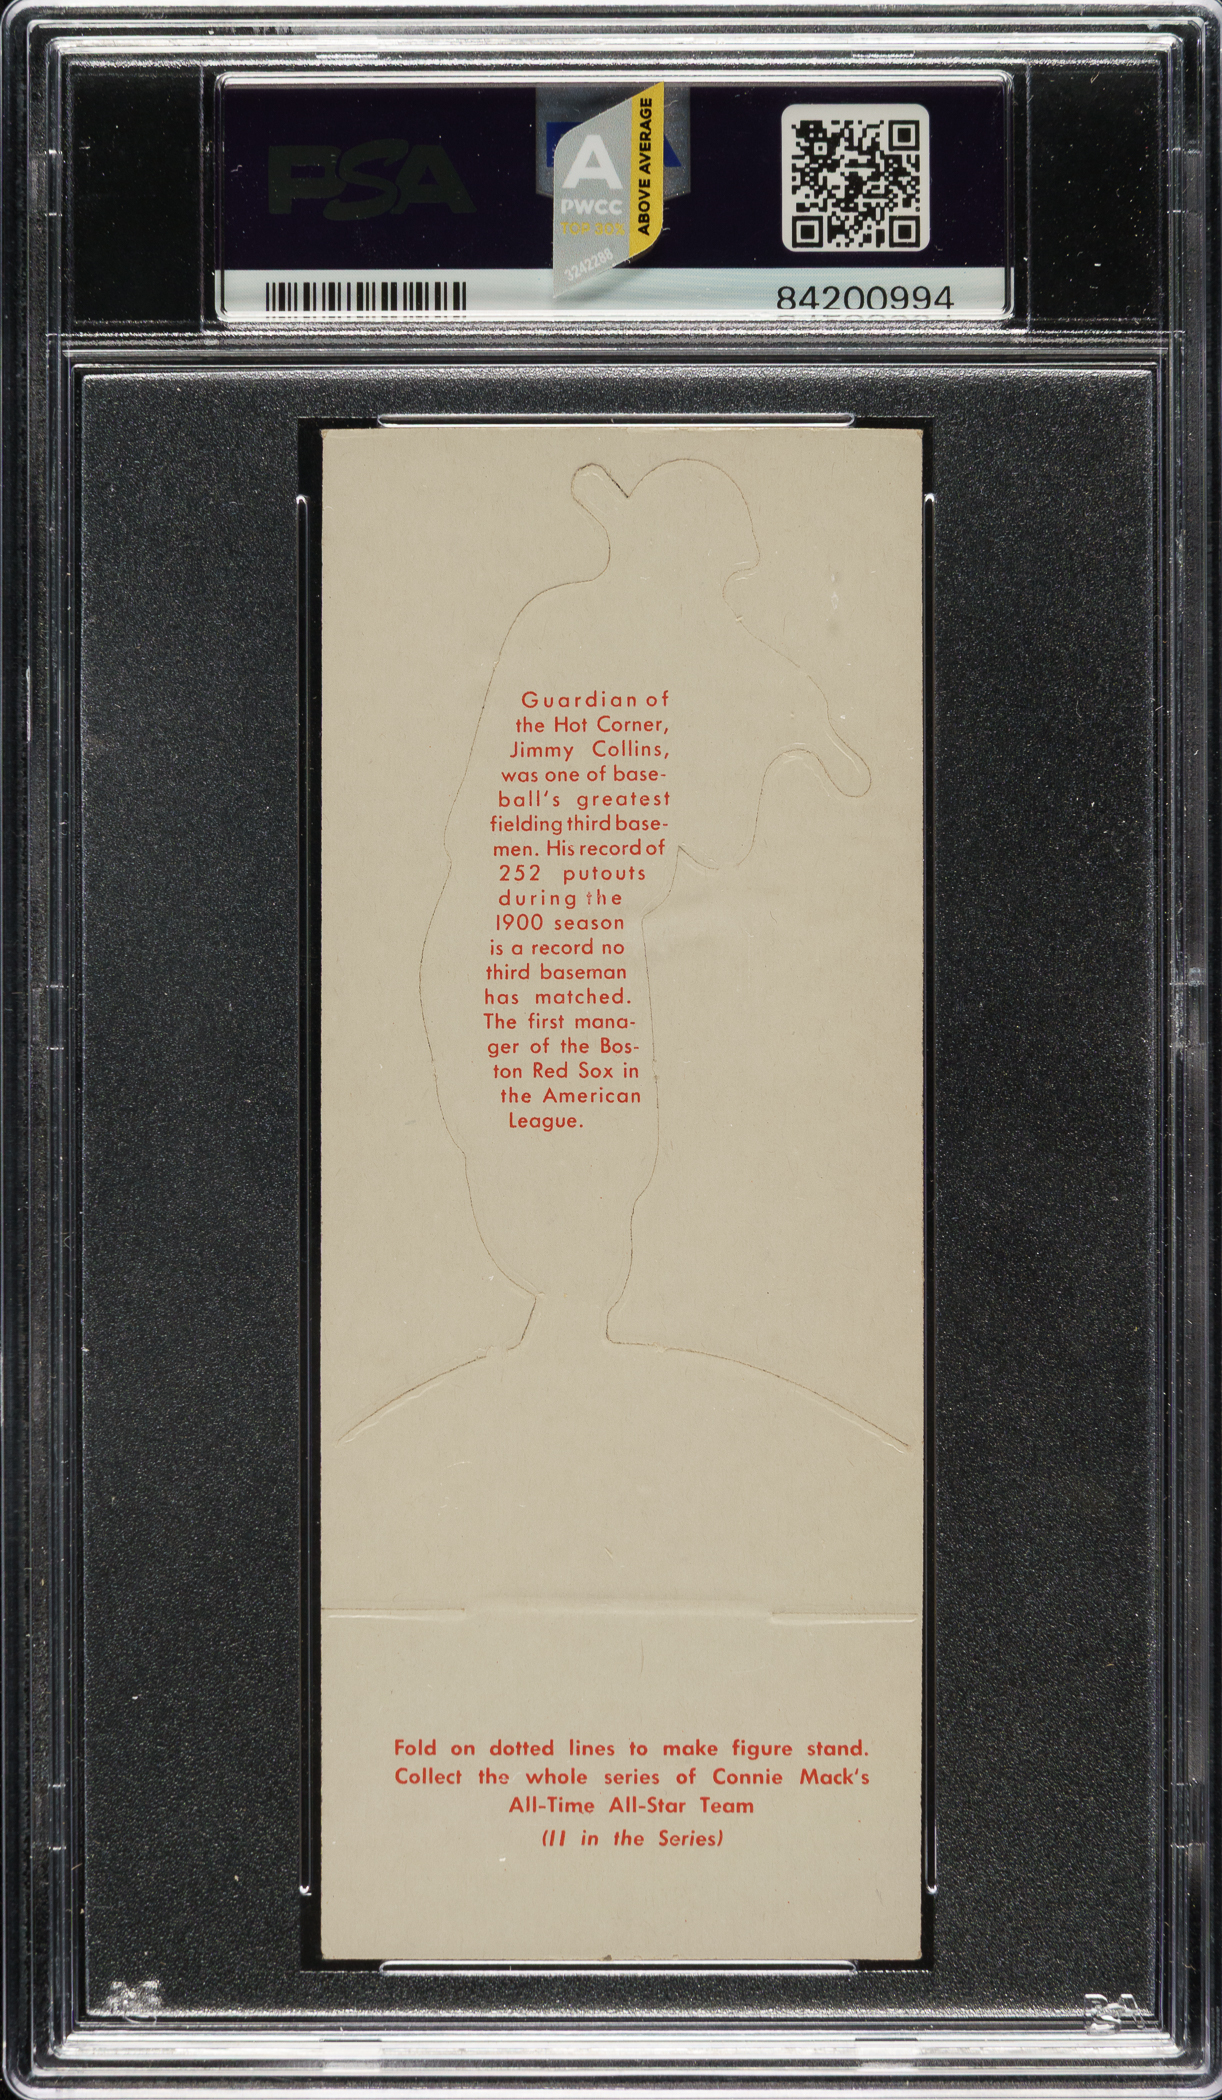 PSA
A
PWCC
TOP 30%
3242288
ABOVE AVERAGE
84200994
Guardian of
the Hot Corner,
Jimmy Collins,
was one of base-
ball's greatest
fielding third base-
men. His record of
252 putouts
during the
1900 season
is a record no
third baseman
has matched.
The first mana-
ger of the Bos-
ton Red Sox in
the American
League.
Fold on dotted lines to make figure stand.
Collect the whole series of Connie Mack's
All-Time All-Star Team
(11 in the Series)